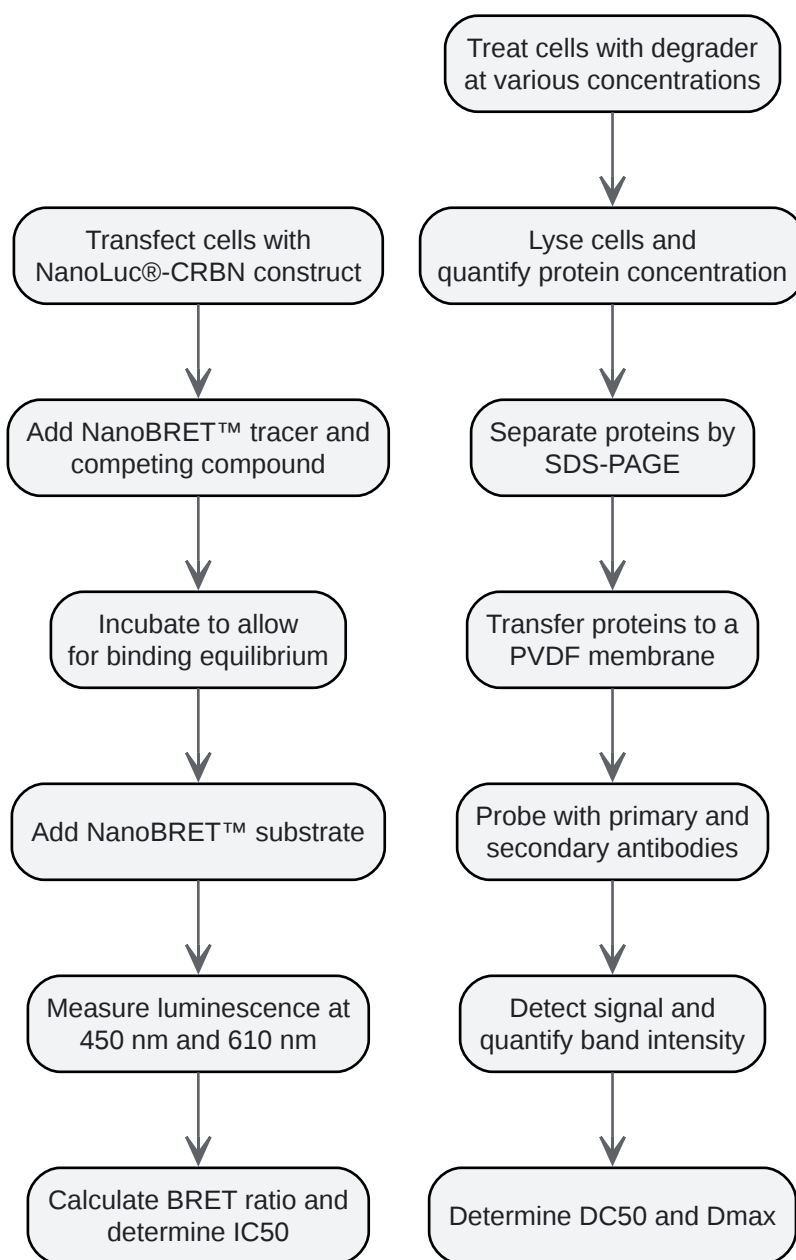 Transfect cells with
NanoLuc®-CRBN construct
Add NanoBRET™ tracer and
competing compound
Incubate to allow
for binding equilibrium
Add NanoBRET™ substrate
Measure luminescence at
450 nm and 610 nm
Calculate BRET ratio and
determine IC50
Treat cells with degrader
at various concentrations
Lyse cells and
quantify protein concentration
Separate proteins by
SDS-PAGE
Transfer proteins to a
PVDF membrane
Probe with primary and
secondary antibodies
Detect signal and
quantify band intensity
Determine DC50 and Dmax